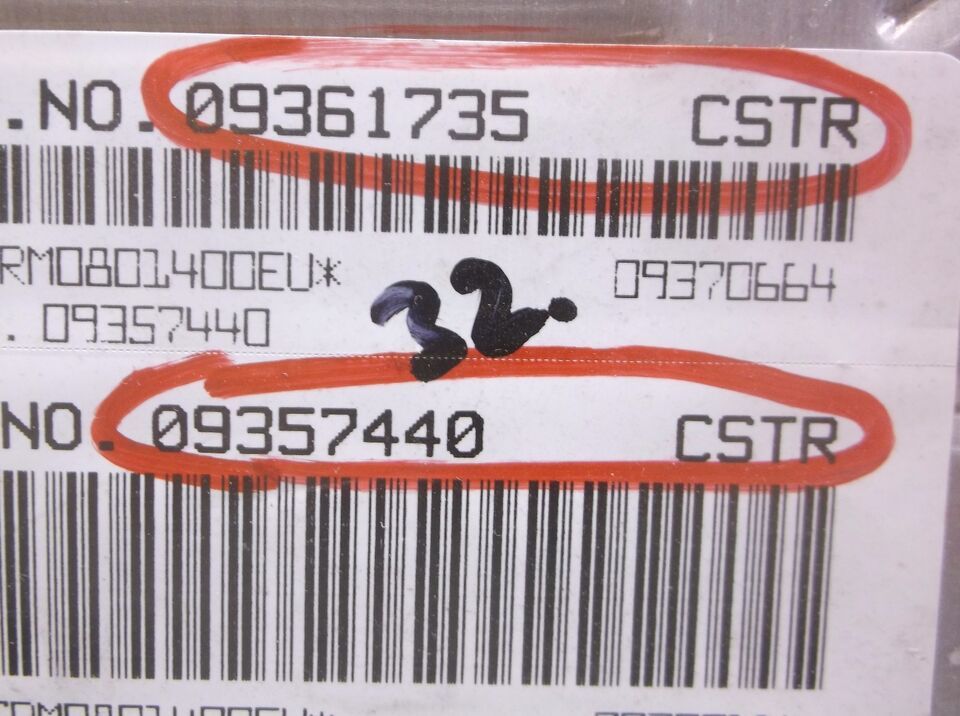 .NO. 09361735 CSTR
RM0801400EU* 09370664
. 09357440
32
NO. 09357440 CSTR